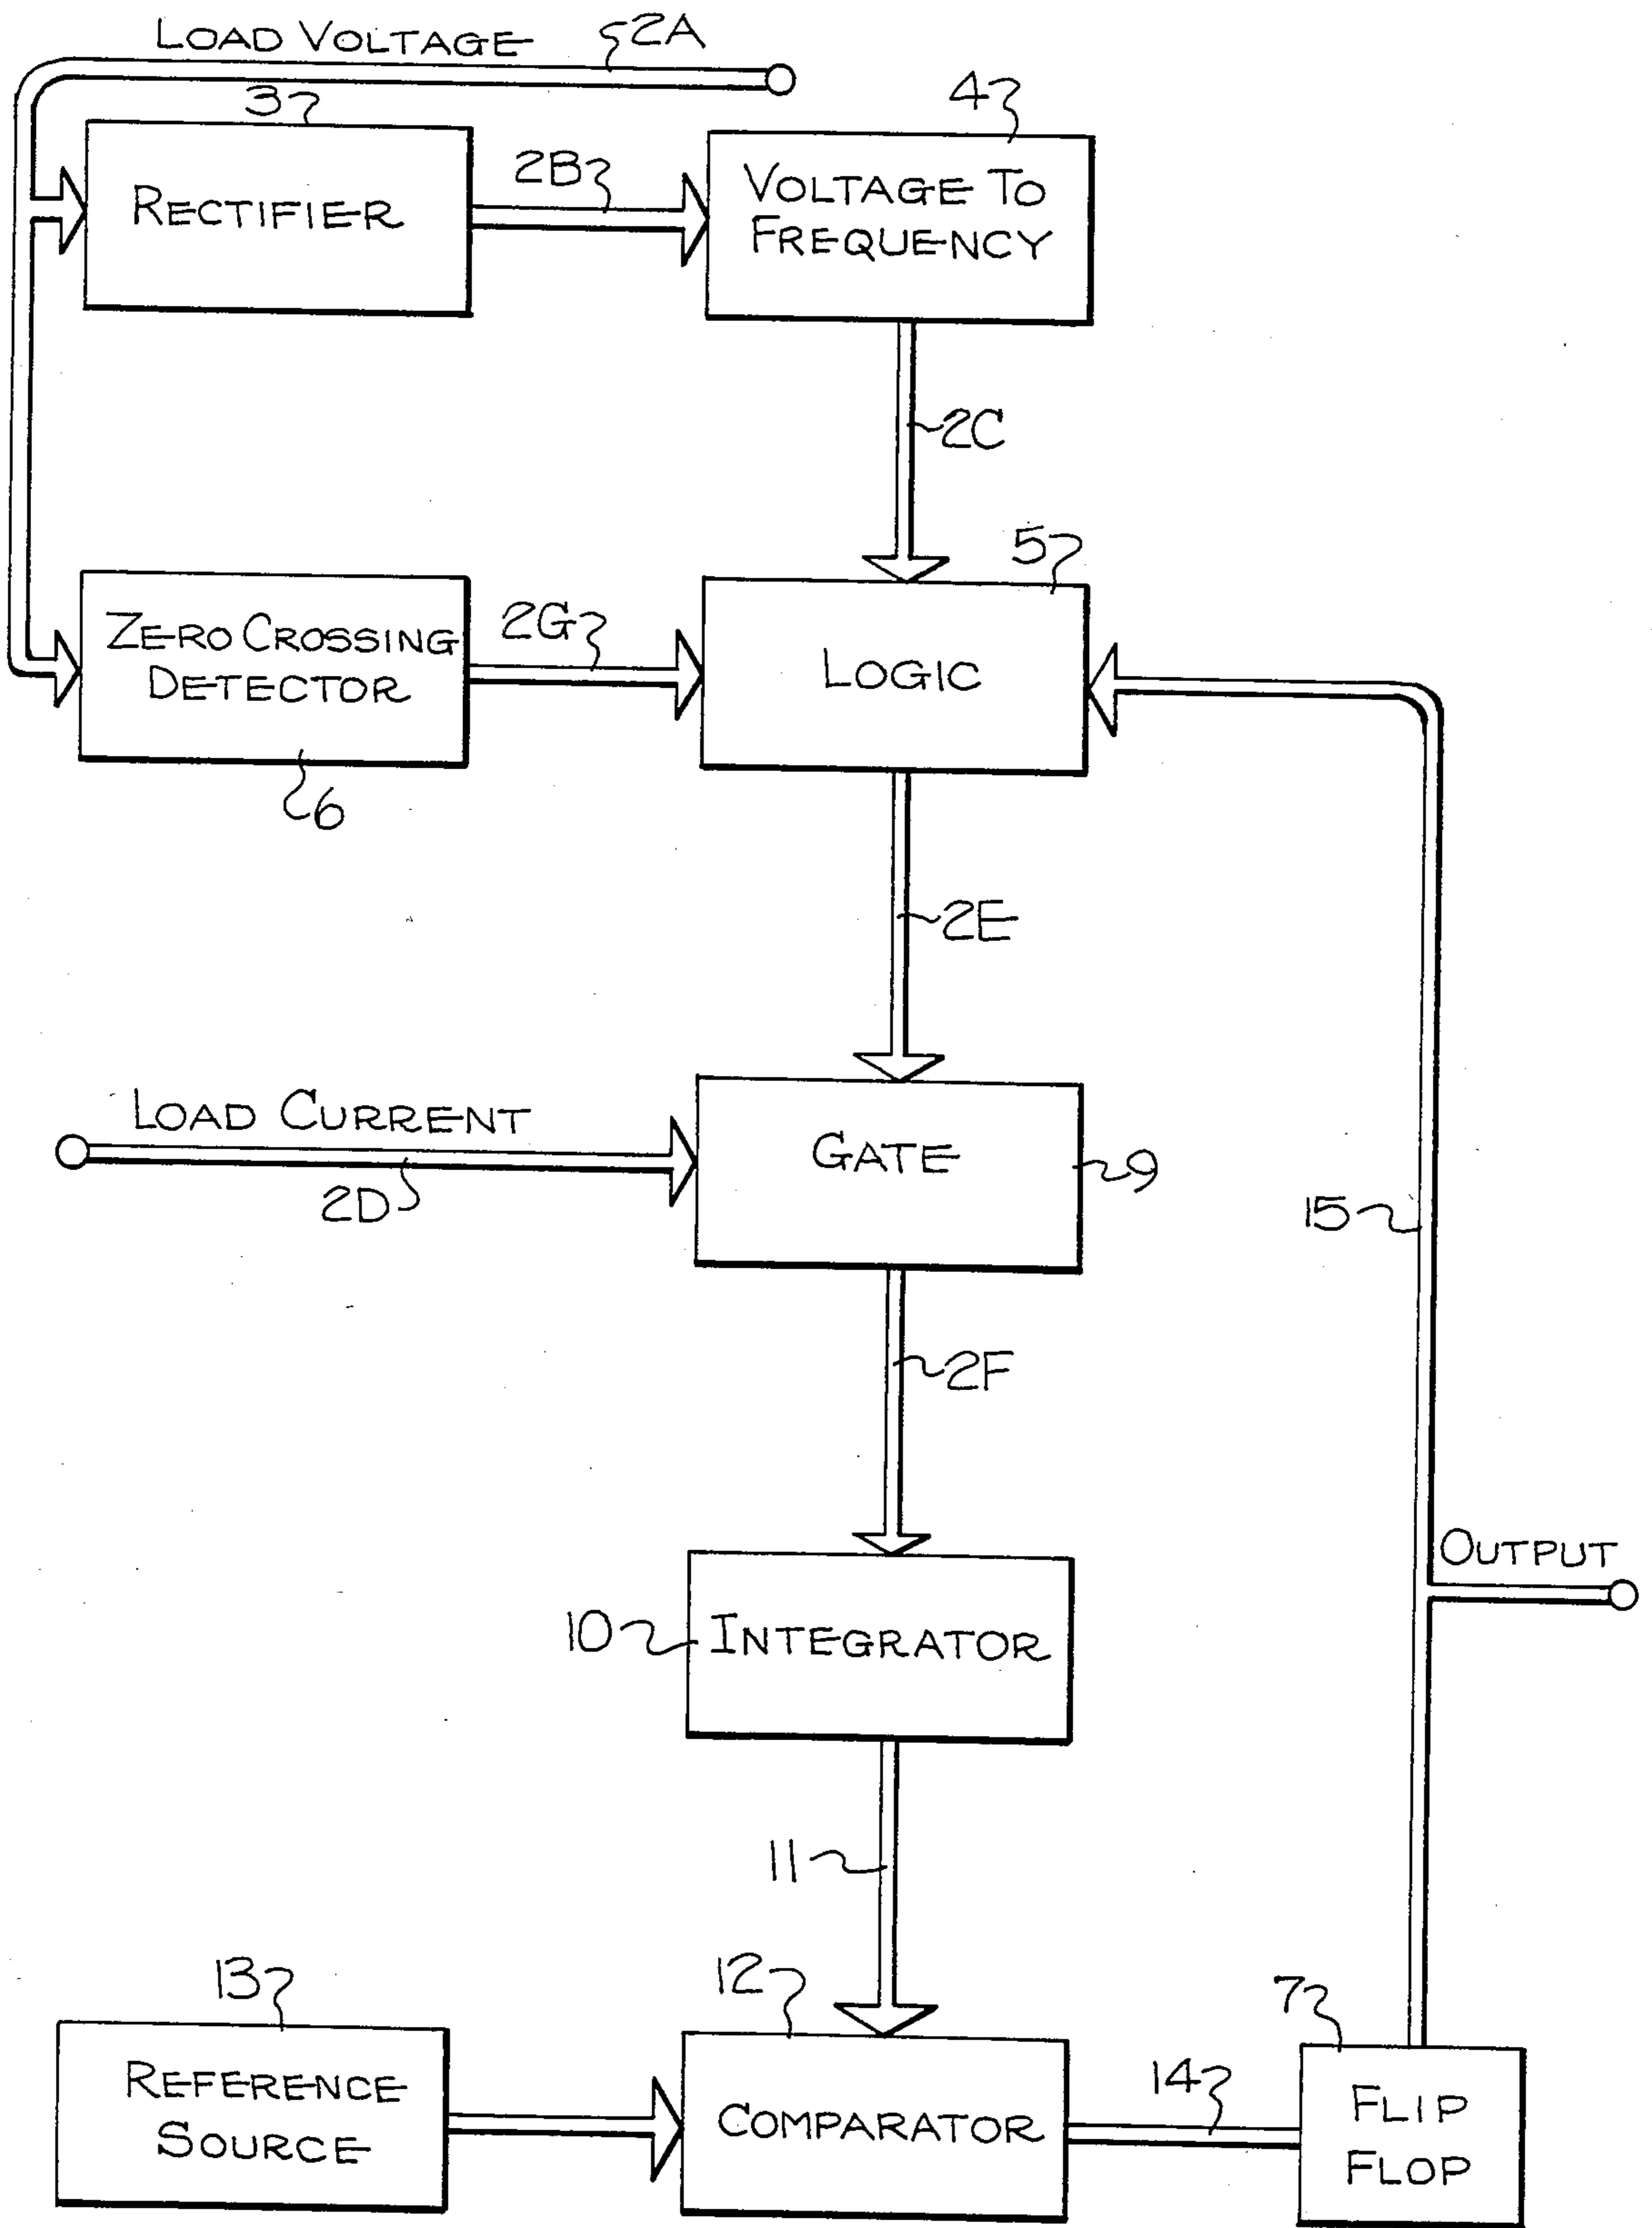 LOAD VOLTAGE
2A
3
4
RECTIFIER
2B
VOLTAGE TO
FREQUENCY
2C
5
ZERO CROSSING
DETECTOR
2G
LOGIC
6
2E
LOAD CURRENT
2D
GATE
9
15
2F
OUTPUT
10
INTEGRATOR
11
13
12
7
REFERENCE
SOURCE
COMPARATOR
14
FLIP
FLOP